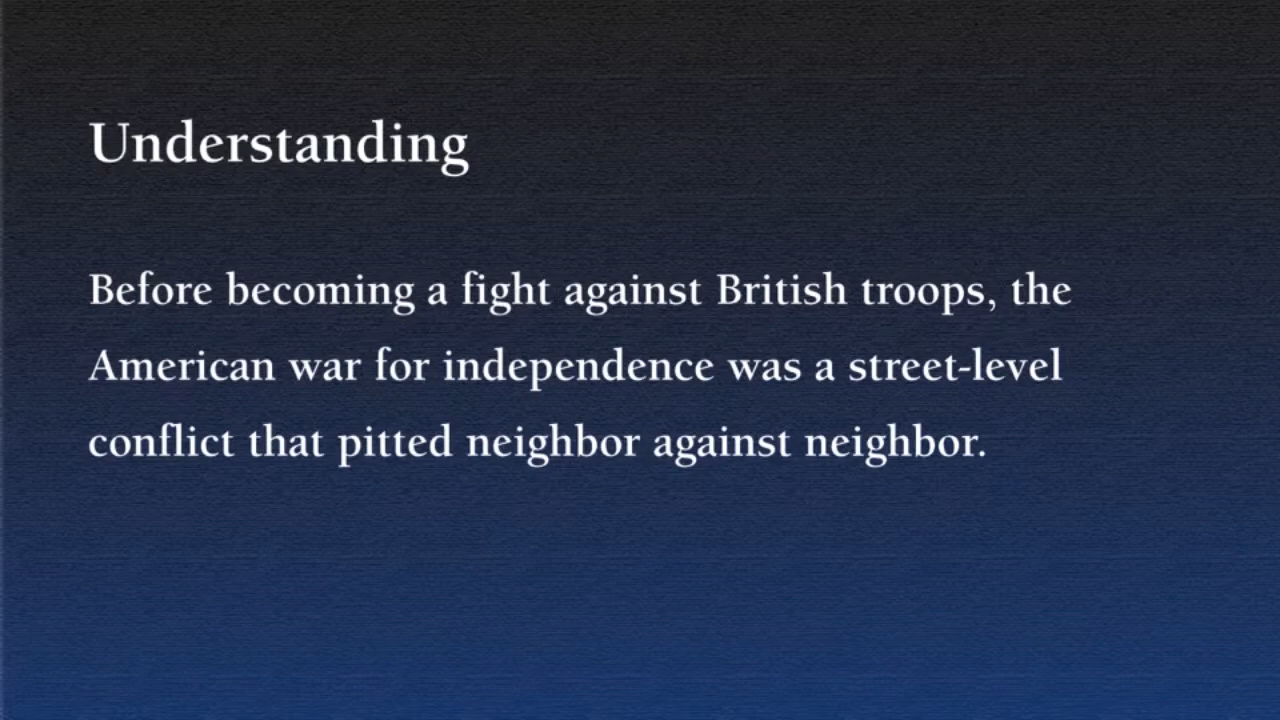 Understanding
Before becoming a fight against British troops, the
American war for independence was a street-level
conflict that pitted neighbor against neighbor.